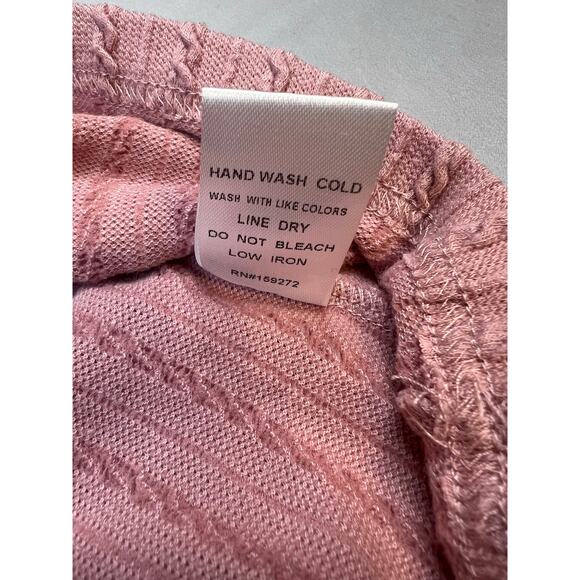 HAND WASH COLD
WASH WITH LIKE COLORS
LINE DRY
DO NOT BLEACH
LOW IRON
RN#159272